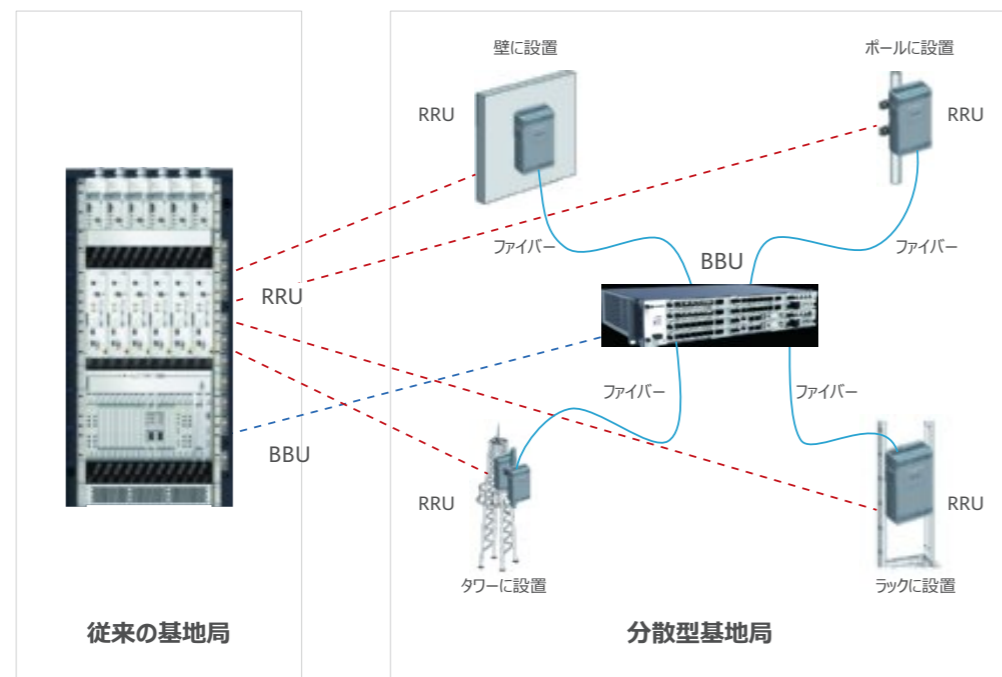 壁に設置
ポールに設置
RRU
RRU
ファイバー
ファイバー
BBU
RRU
ファイバー
ファイバー
BBU
RRU
RRU
タワーに設置
ラックに設置
従来の基地局
分散型基地局